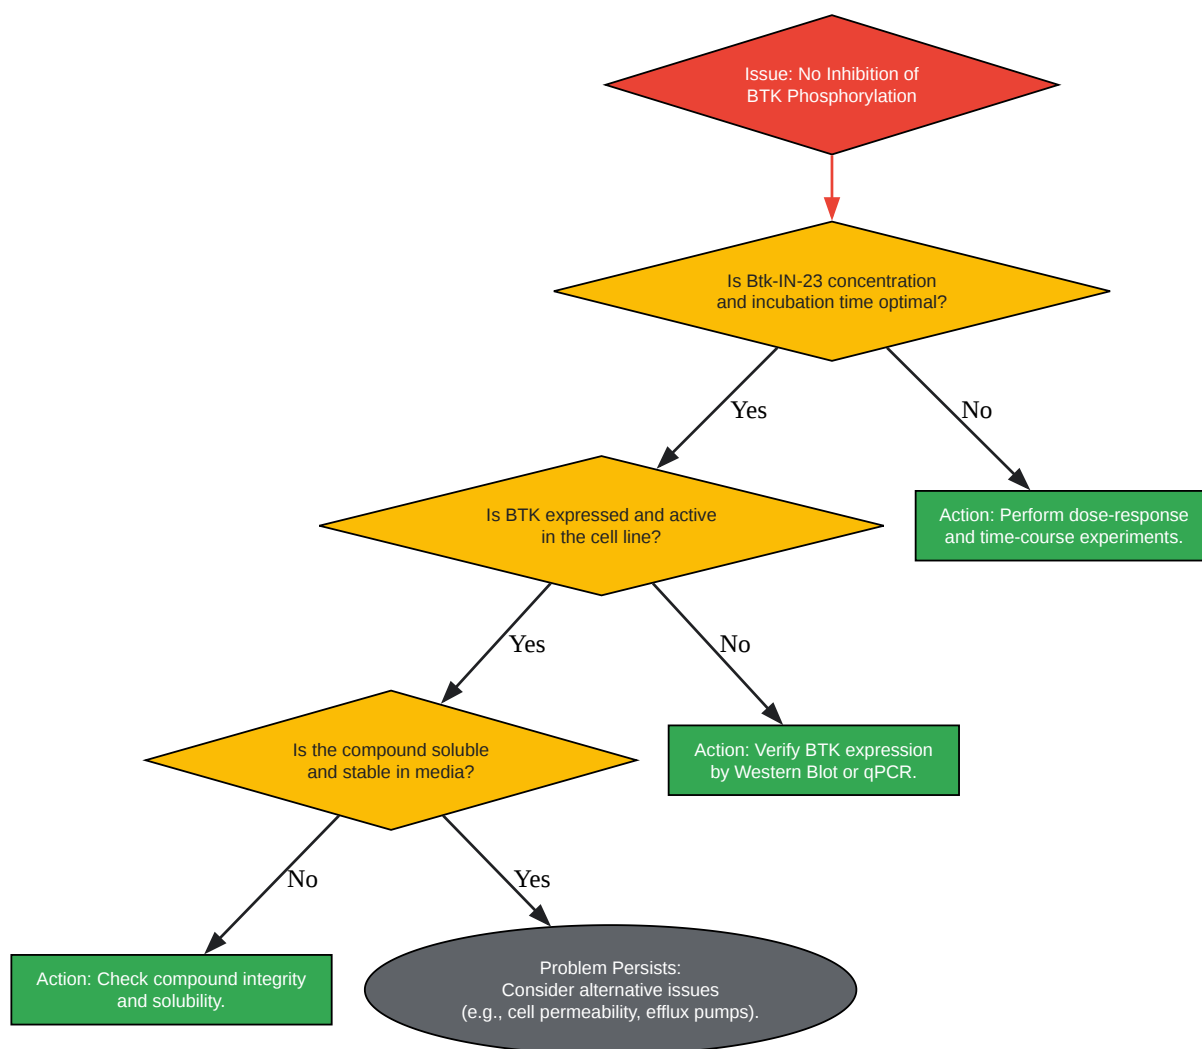 Issue: No Inhibition of
BTK Phosphorylation
Is Btk-IN-23 concentration
and incubation time optimal?
Yes
No
Is BTK expressed and active
in the cell line?
Action: Perform dose-response
and time-course experiments.
Yes
No
Is the compound soluble
and stable in media?
Action: Verify BTK expression
by Western Blot or qPCR.
No
Yes
Action: Check compound integrity
and solubility.
Problem Persists:
Consider alternative issues
(e.g., cell permeability, efflux pumps).